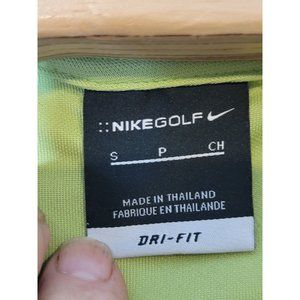 ::NIKEGOLF
S P CH
MADE IN THAILAND
FABRIQUE EN THAILANDE
DRI-FIT